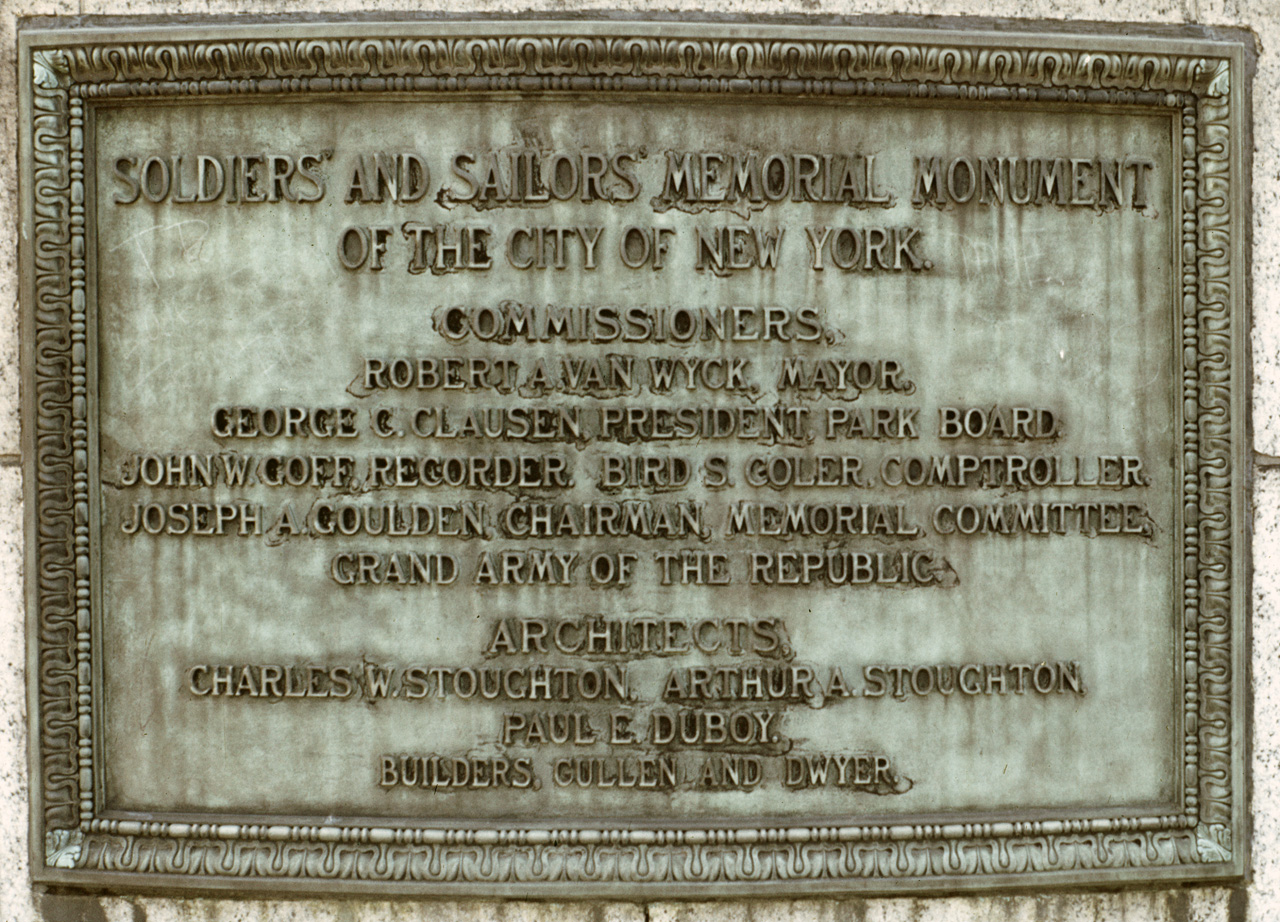 SOLDIERS' AND SAILORS' MEMORIAL MONUMENT
OF THE CITY OF NEW YORK.
COMMISSIONERS,
ROBERT A. VAN WYCK, MAYOR.
GEORGE C. CLAUSEN, PRESIDENT, PARK BOARD.
JOHN W. GOFF, RECORDER. BIRD S. COLER, COMPTROLLER.
JOSEPH A. GOULDEN, CHAIRMAN, MEMORIAL COMMITTEE,
GRAND ARMY OF THE REPUBLIC.
ARCHITECTS,
CHARLES W. STOUGHTON, ARTHUR A. STOUGHTON,
PAUL E. DUBOY.
BUILDERS, CULLEN AND DWYER.